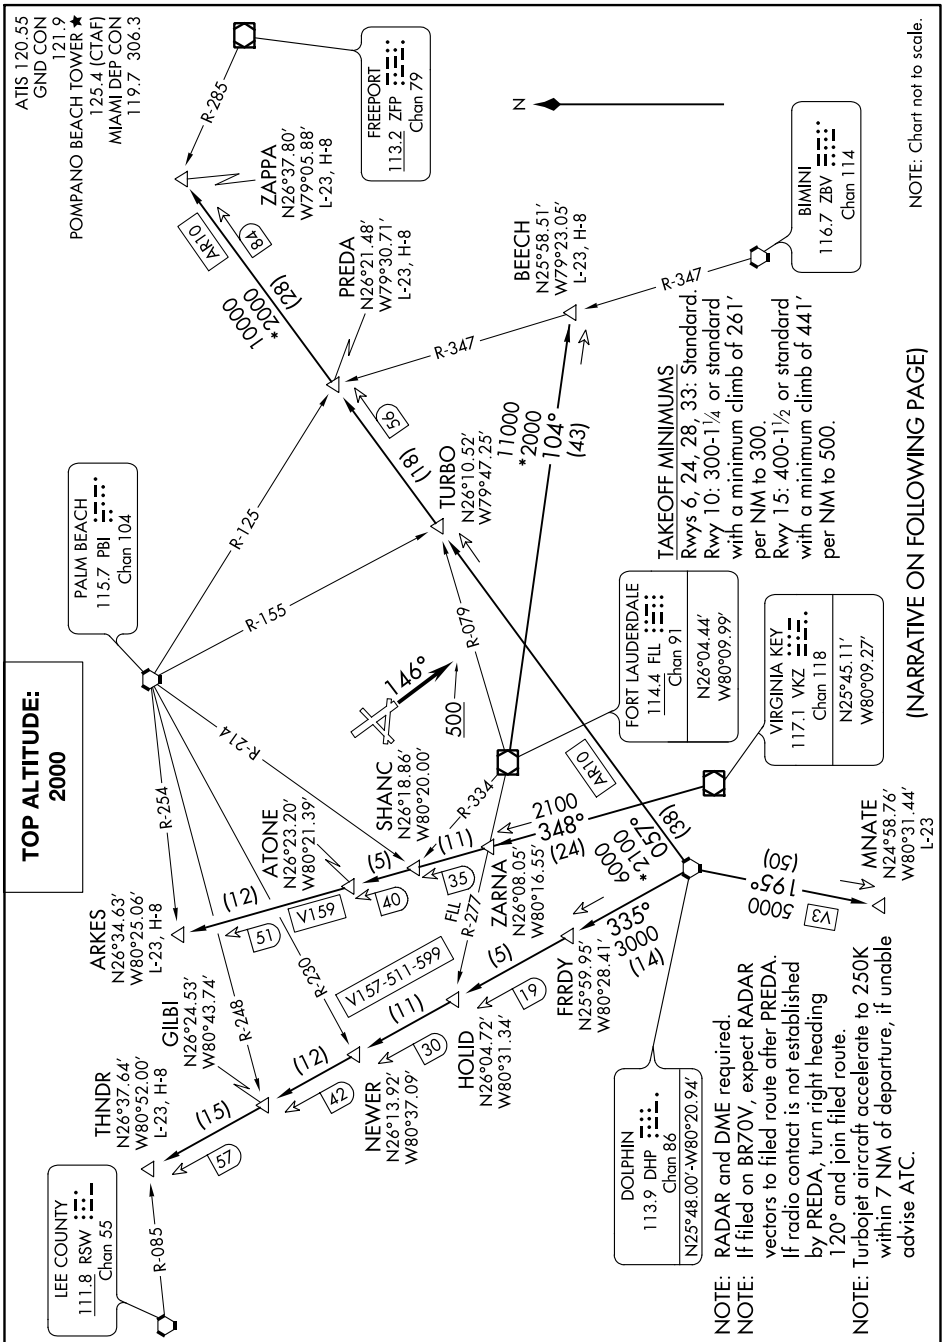 TOP ALTITUDE:
2000
ATIS 120.55
GND CON
121.9
POMPANO BEACH TOWER ★
125.4 (CTAF)
MIAMI DEP CON
119.7 306.3
LEE COUNTY
111.8 RSW
Chan 55
R-085
THNDR
N26°37.64'
W80°52.00'
L-23, H-8
(15)
57
GILBI
N26°24.53'
W80°43.74'
R-248
(12)
42
NEWER
N26°13.92'
W80°37.09'
R-230
(11)
30
V157-511-599
HOLID
N26°04.72'
W80°31.34'
FLL
R-277
(5)
19
FRRDY
N25°59.95'
W80°28.41'
335°
3000
(14)
ARKES
N26°34.63'
W80°25.06'
L-23, H-8
R-254
(12)
51
V159
ATONE
N26°23.20'
W80°21.39'
(5)
40
SHANC
N26°18.86'
W80°20.00'
R-214
R-334
(11)
35
ZARNA
N26°08.05'
W80°16.55'
2100
348°
(24)
PALM BEACH
115.7 PBI
Chan 104
R-155
R-125
146°
500
R-079
TURBO
N26°10.52'
W79°47.25'
(18)
56
PREDA
N26°21.48'
W79°30.71'
L-23, H-8
10000
*2000
(28)
AR10
84
ZAPPA
N26°37.80'
W79°05.88'
L-23, H-8
R-285
FREEPORT
113.2 ZFP
Chan 79
N
R-347
BEECH
N25°58.51'
W79°23.05'
L-23, H-8
R-347
BIMINI
116.7 ZBV
Chan 114
11000
*2000
104°
(43)
FORT LAUDERDALE
114.4 FLL
Chan 91
N26°04.44'
W80°09.99'
VIRGINIA KEY
117.1 VKZ
Chan 118
N25°45.11'
W80°09.27'
AR10
6000
*2100
057°
(38)
DOLPHIN
113.9 DHP
Chan 86
N25°48.00'-W80°20.94'
5000
195°
(50)
V3
MNATE
N24°58.76'
W80°31.44'
L-23
TAKEOFF MINIMUMS
Rwys 6, 24, 28, 33: Standard.
Rwy 10: 300-1¼ or standard
with a minimum climb of 261'
per NM to 300.
Rwy 15: 400-1½ or standard
with a minimum climb of 441'
per NM to 500.
NOTE: RADAR and DME required.
NOTE: If filed on BR70V, expect RADAR
vectors to filed route after PREDA.
If radio contact is not established
by PREDA, turn right heading
120° and join filed route.
NOTE: Turbojet aircraft accelerate to 250K
within 7 NM of departure, if unable
advise ATC.
(NARRATIVE ON FOLLOWING PAGE)
NOTE: Chart not to scale.